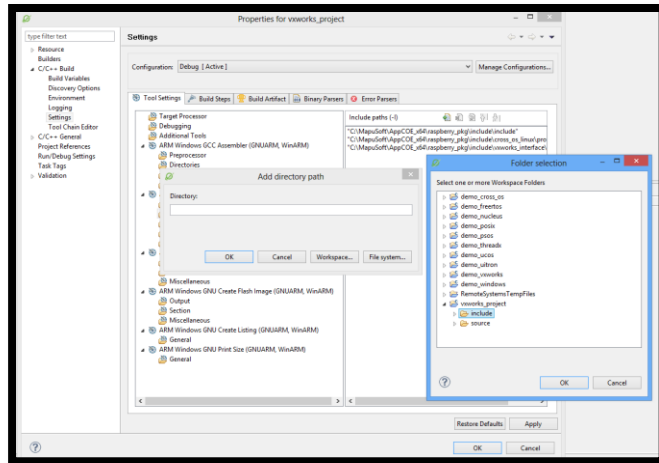 Properties for vxworks_project
type filter text
Resource
Builders
C/C++ Build
Build Variables
Discovery Options
Environment
Logging
Settings
Tool Chain Editor
C/C++ General
Project References
Run/Debug Settings
Task Tags
Validation
Settings
Configuration: Debug [ Active ]
Manage Configurations...
Tool Settings
Build Steps
Build Artifact
Binary Parsers
Error Parsers
Target Processor
Debugging
Additional Tools
ARM Windows GCC Assembler (GNUARM, WinARM)
Preprocessor
Directories
Miscellaneous
ARM Windows GNU Create Flash Image (GNUARM, WinARM)
Output
Section
Miscellaneous
ARM Windows GNU Create Listing (GNUARM, WinARM)
General
ARM Windows GNU Print Size (GNUARM, WinARM)
General
Include paths (-I)
"C:\MapuSoft\AppCOE_x64\raspberry_pkg\include\include"
"C:\MapuSoft\AppCOE_x64\raspberry_pkg\include\cross_os_linux\pro
"C:\MapuSoft\AppCOE_x64\raspberry_pkg\include\vxworks_interface\
Add directory path
Directory:
OK
Cancel
Workspace...
File system...
Folder selection
Select one or more Workspace Folders
demo_cross_os
demo_freertos
demo_nucleus
demo_posix
demo_psos
demo_threadx
demo_ucos
demo_uitron
demo_vxworks
demo_windows
RemoteSystemsTempFiles
vxworks_project
include
source
OK
Cancel
Restore Defaults
Apply
OK
Cancel